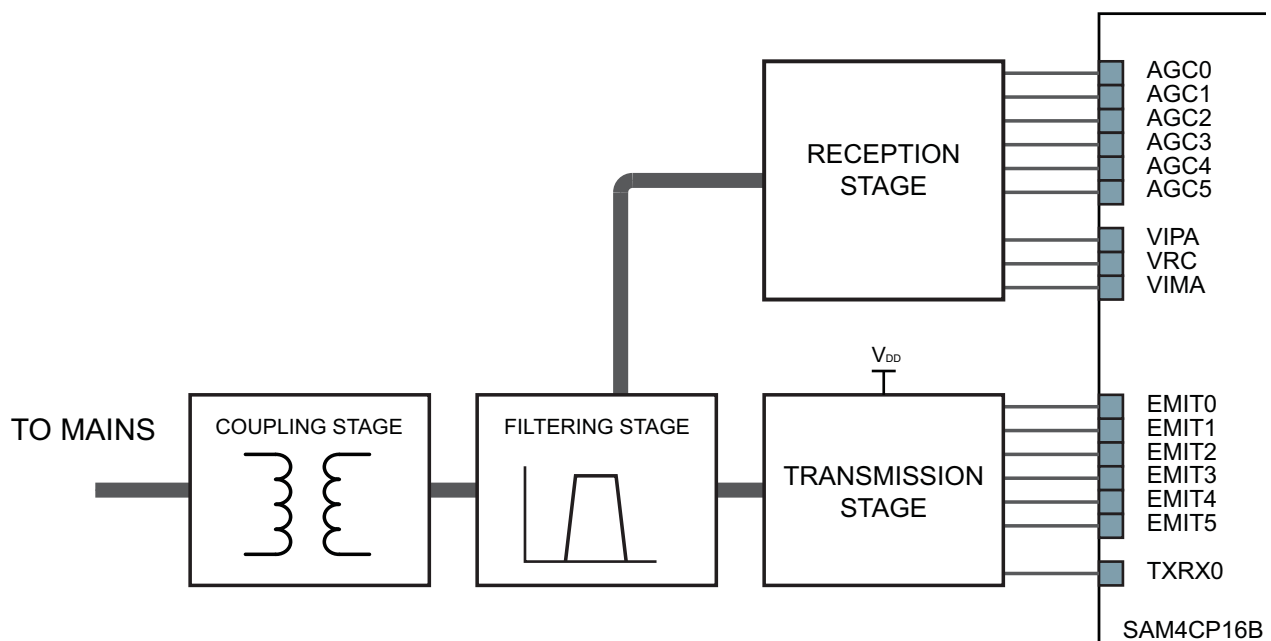 AGC0
AGC1
AGC2
AGC3
AGC4
AGC5
RECEPTION
STAGE
VIPA
VRC
VIMA
VDD
TO MAINS
COUPLING STAGE
FILTERING STAGE
TRANSMISSION
STAGE
EMIT0
EMIT1
EMIT2
EMIT3
EMIT4
EMIT5
TXRX0
SAM4CP16B